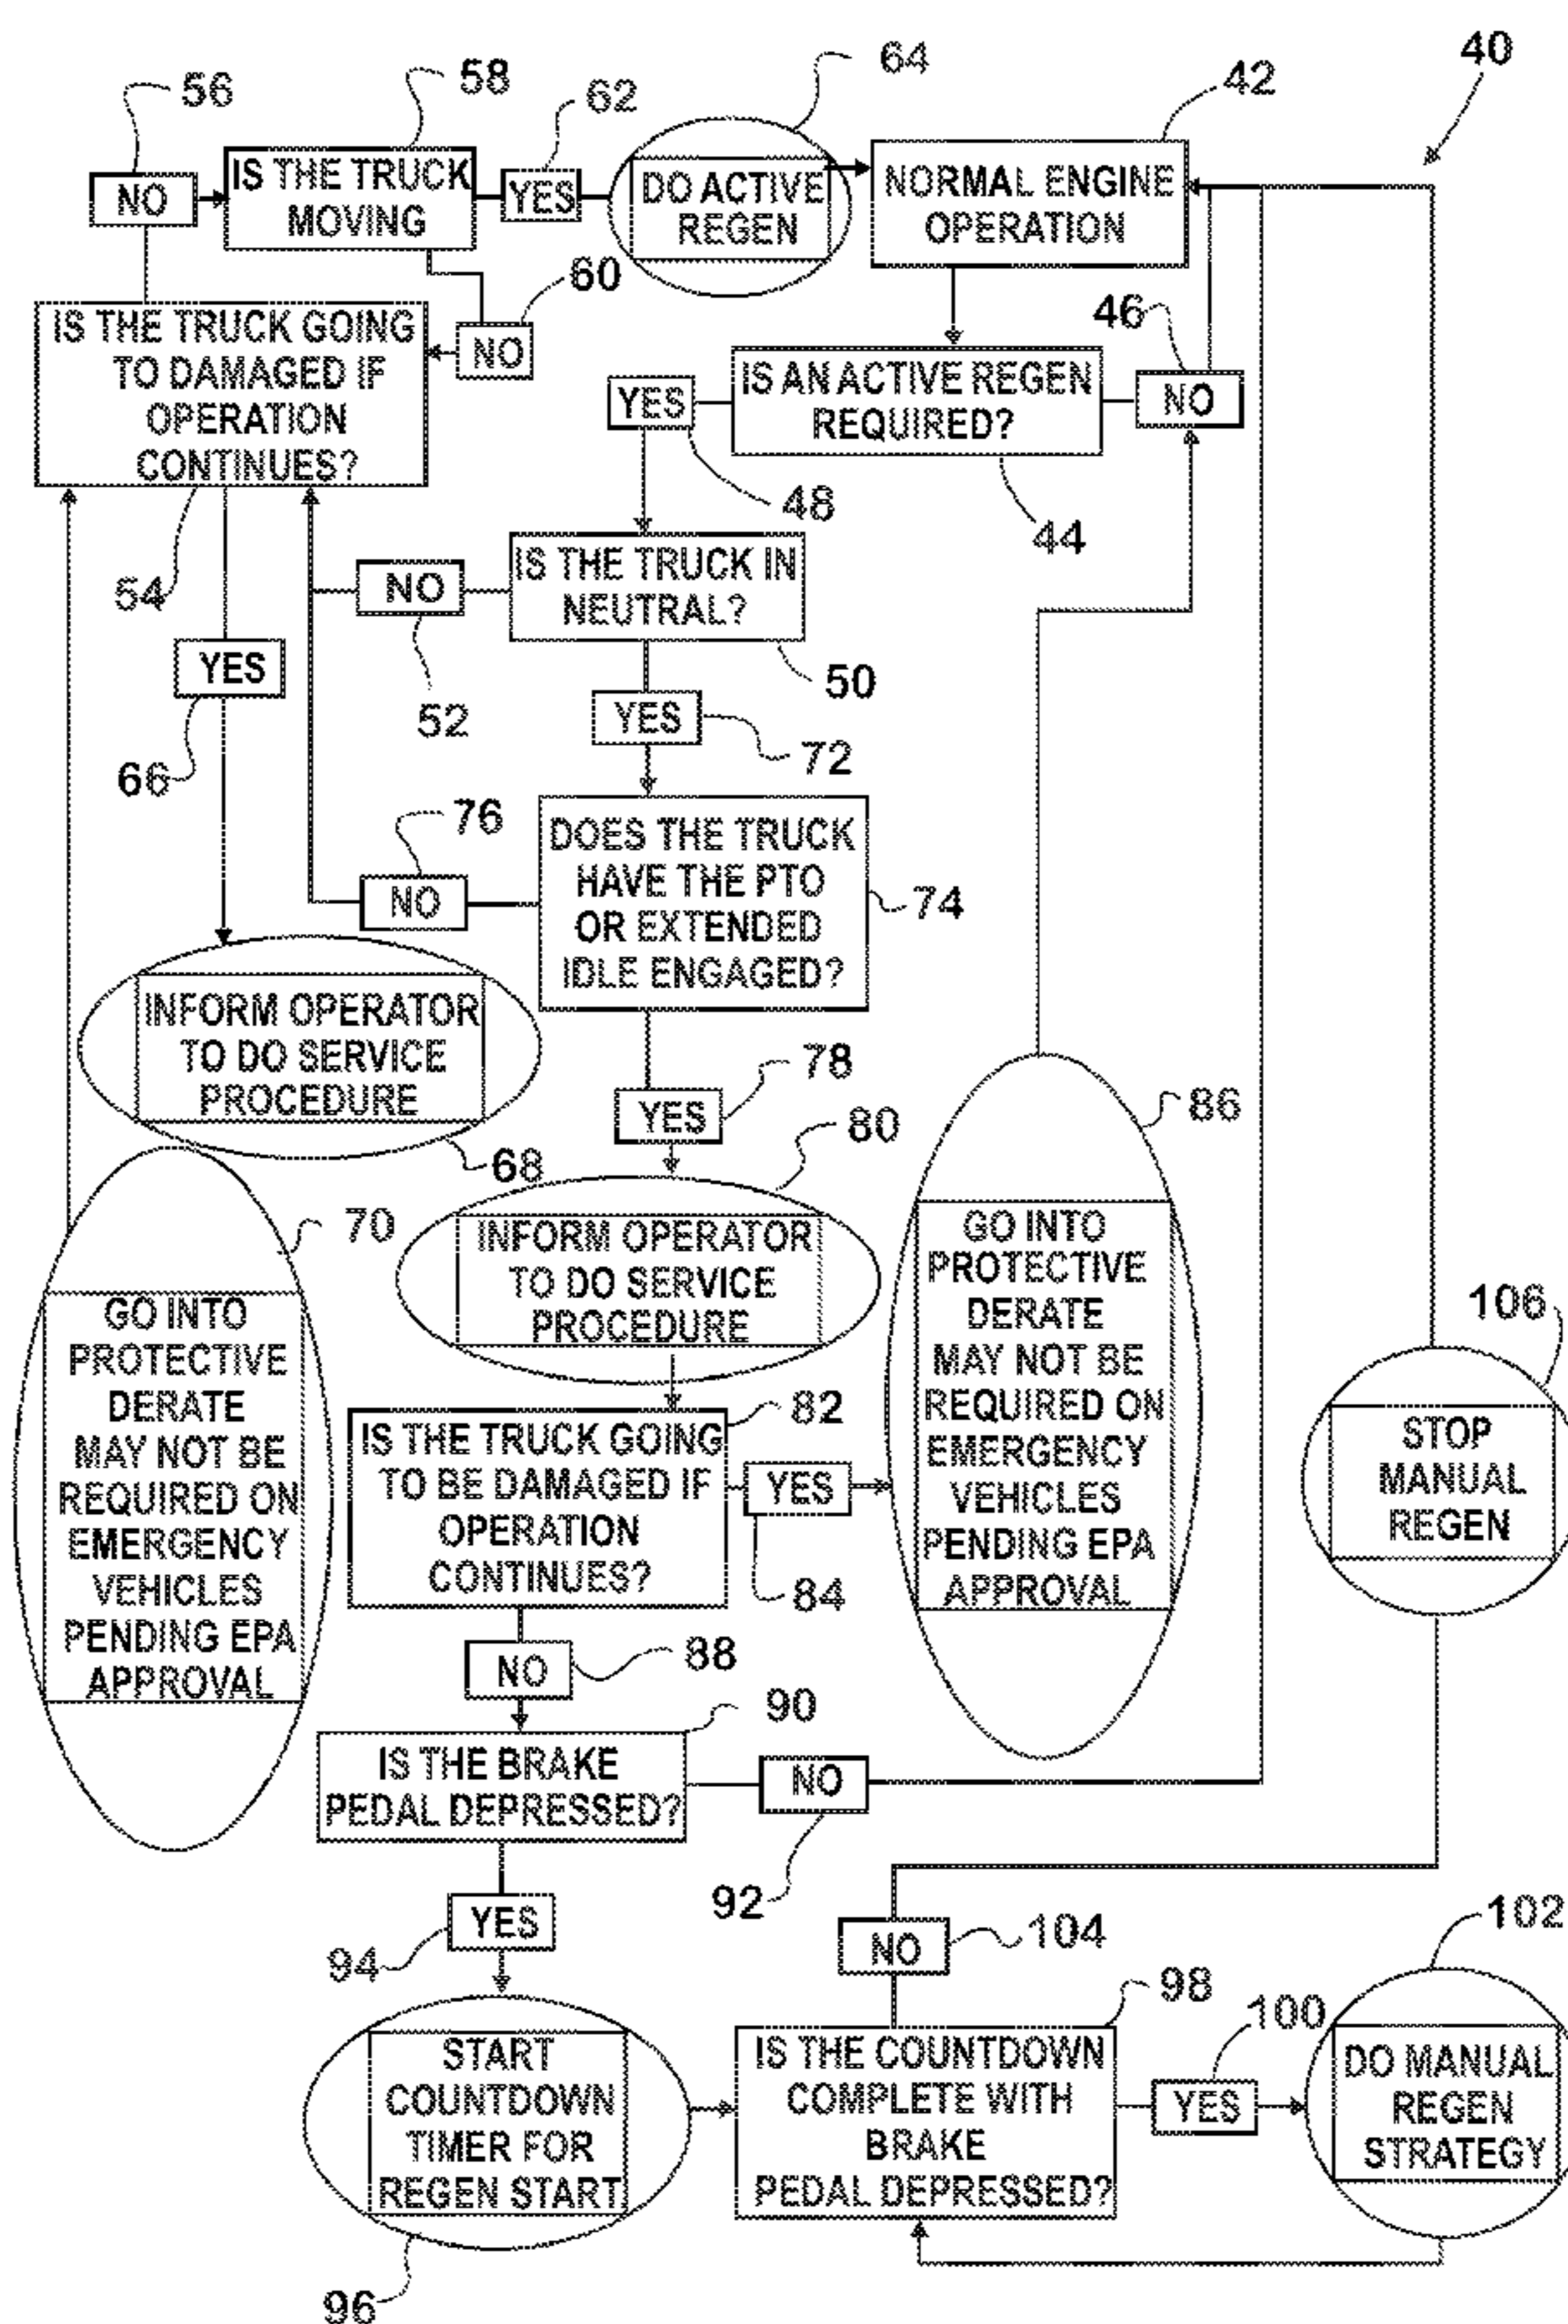 40
56
58
62
64
42
NO
IS THE TRUCK
MOVING
YES
DO ACTIVE
REGEN
NORMAL ENGINE
OPERATION
60
NO
46
NO
IS THE TRUCK GOING
TO DAMAGED IF
OPERATION
CONTINUES?
54
IS AN ACTIVE REGEN
REQUIRED?
44
YES
48
IS THE TRUCK IN
NEUTRAL?
50
NO
52
YES
66
YES
72
DOES THE TRUCK
HAVE THE PTO
OR EXTENDED
IDLE ENGAGED?
74
76
NO
INFORM OPERATOR
TO DO SERVICE
PROCEDURE
68
YES
78
80
INFORM OPERATOR
TO DO SERVICE
PROCEDURE
70
GO INTO
PROTECTIVE
DERATE
MAY NOT BE
REQUIRED ON
EMERGENCY
VEHICLES
PENDING EPA
APPROVAL
82
IS THE TRUCK GOING
TO BE DAMAGED IF
OPERATION
CONTINUES?
YES
84
86
GO INTO
PROTECTIVE
DERATE
MAY NOT BE
REQUIRED ON
EMERGENCY
VEHICLES
PENDING EPA
APPROVAL
106
STOP
MANUAL
REGEN
NO
88
90
IS THE BRAKE
PEDAL DEPRESSED?
NO
92
YES
94
START
COUNTDOWN
TIMER FOR
REGEN START
96
NO
104
98
IS THE COUNTDOWN
COMPLETE WITH
BRAKE
PEDAL DEPRESSED?
100
YES
102
DO MANUAL
REGEN
STRATEGY